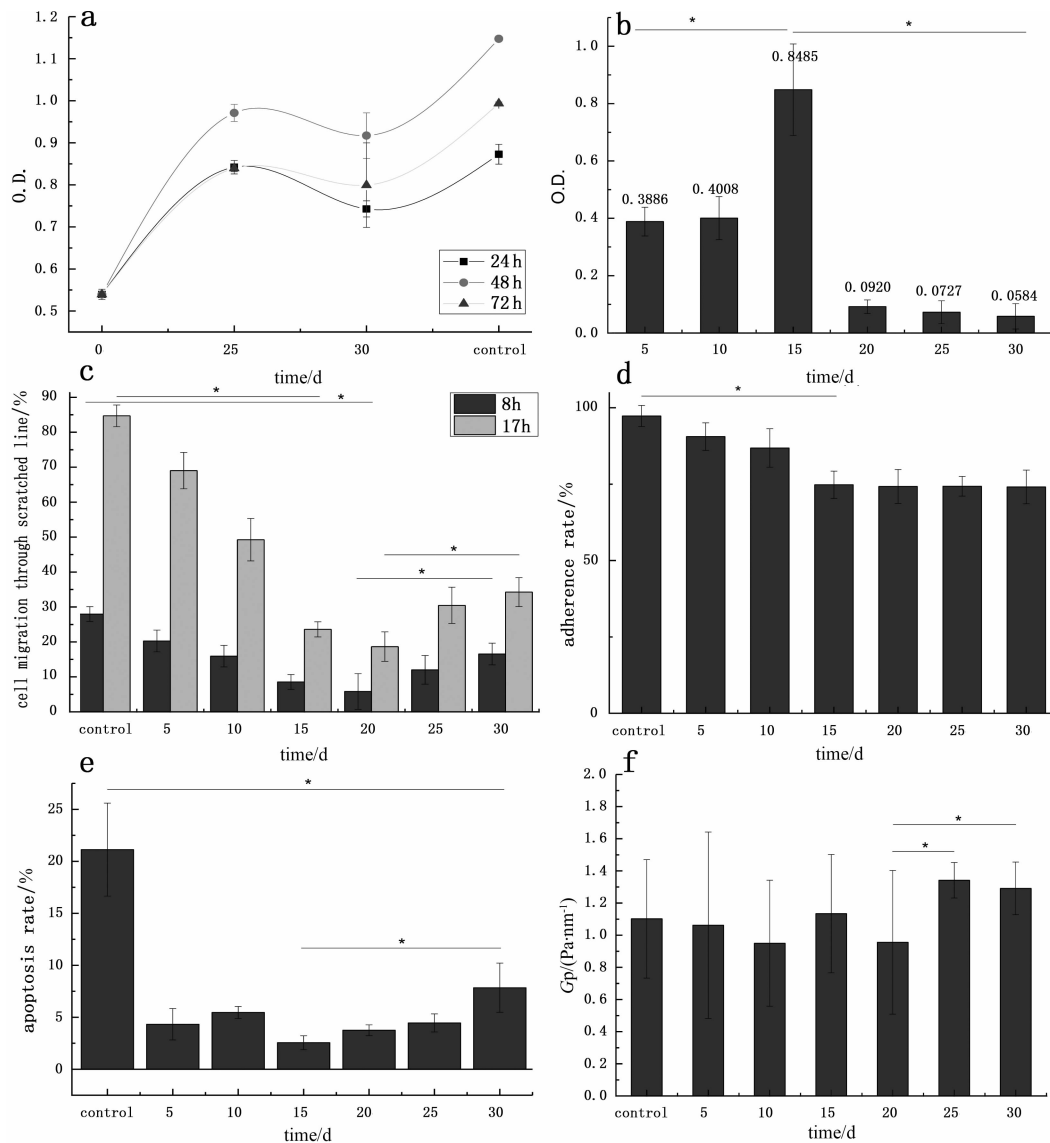 a
1.2
1.1
1.0
0.9
0.8
0.7
0.6
0.5
O.D.
24h
48h
72h
0 25 30 control
time/d
b
1.0
0.8
0.6
0.4
0.2
0.0
O.D.
* *
0.3886
0.4008
0.8485
0.0920
0.0727
0.0584
5 10 15 20 25 30
time/d
c
90
80
70
60
50
40
30
20
10
0
cell migration through scratched line/%
*
*
*
*
8h
17h
control 5 10 15 20 25 30
time/d
d
100
50
0
adherence rate/%
*
control 5 10 15 20 25 30
time/d
e
25
20
15
10
5
0
apoptosis rate/%
*
*
control 5 10 15 20 25 30
time/d
f
2.0
1.8
1.6
1.4
1.2
1.0
0.8
0.6
0.4
0.2
0.0
Gp/(Pa·nm⁻¹)
*
*
control 5 10 15 20 25 30
time/d